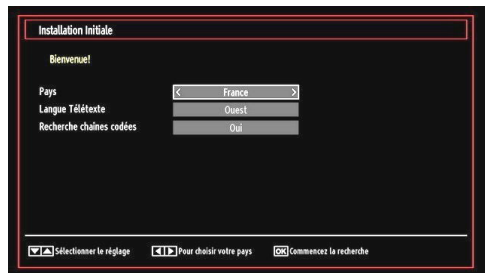 Installation Initiale
Bienvenue!
Pays < France >
Langue Télétexte Ouest
Recherche chaînes codées Oui
Sélectionner le réglage Pour choisir votre pays OK Commencez la recherche